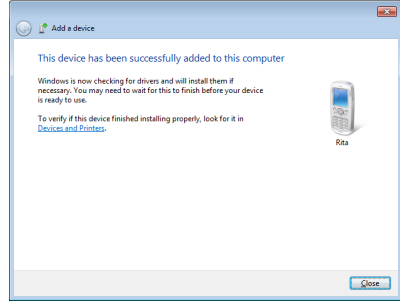 Add a device
This device has been successfully added to this computer
Windows is now checking for drivers and will install them if
necessary. You may need to wait for this to finish before your device
is ready to use.
To verify if this device finished installing properly, look for it in
Devices and Printers.
Rita
Close